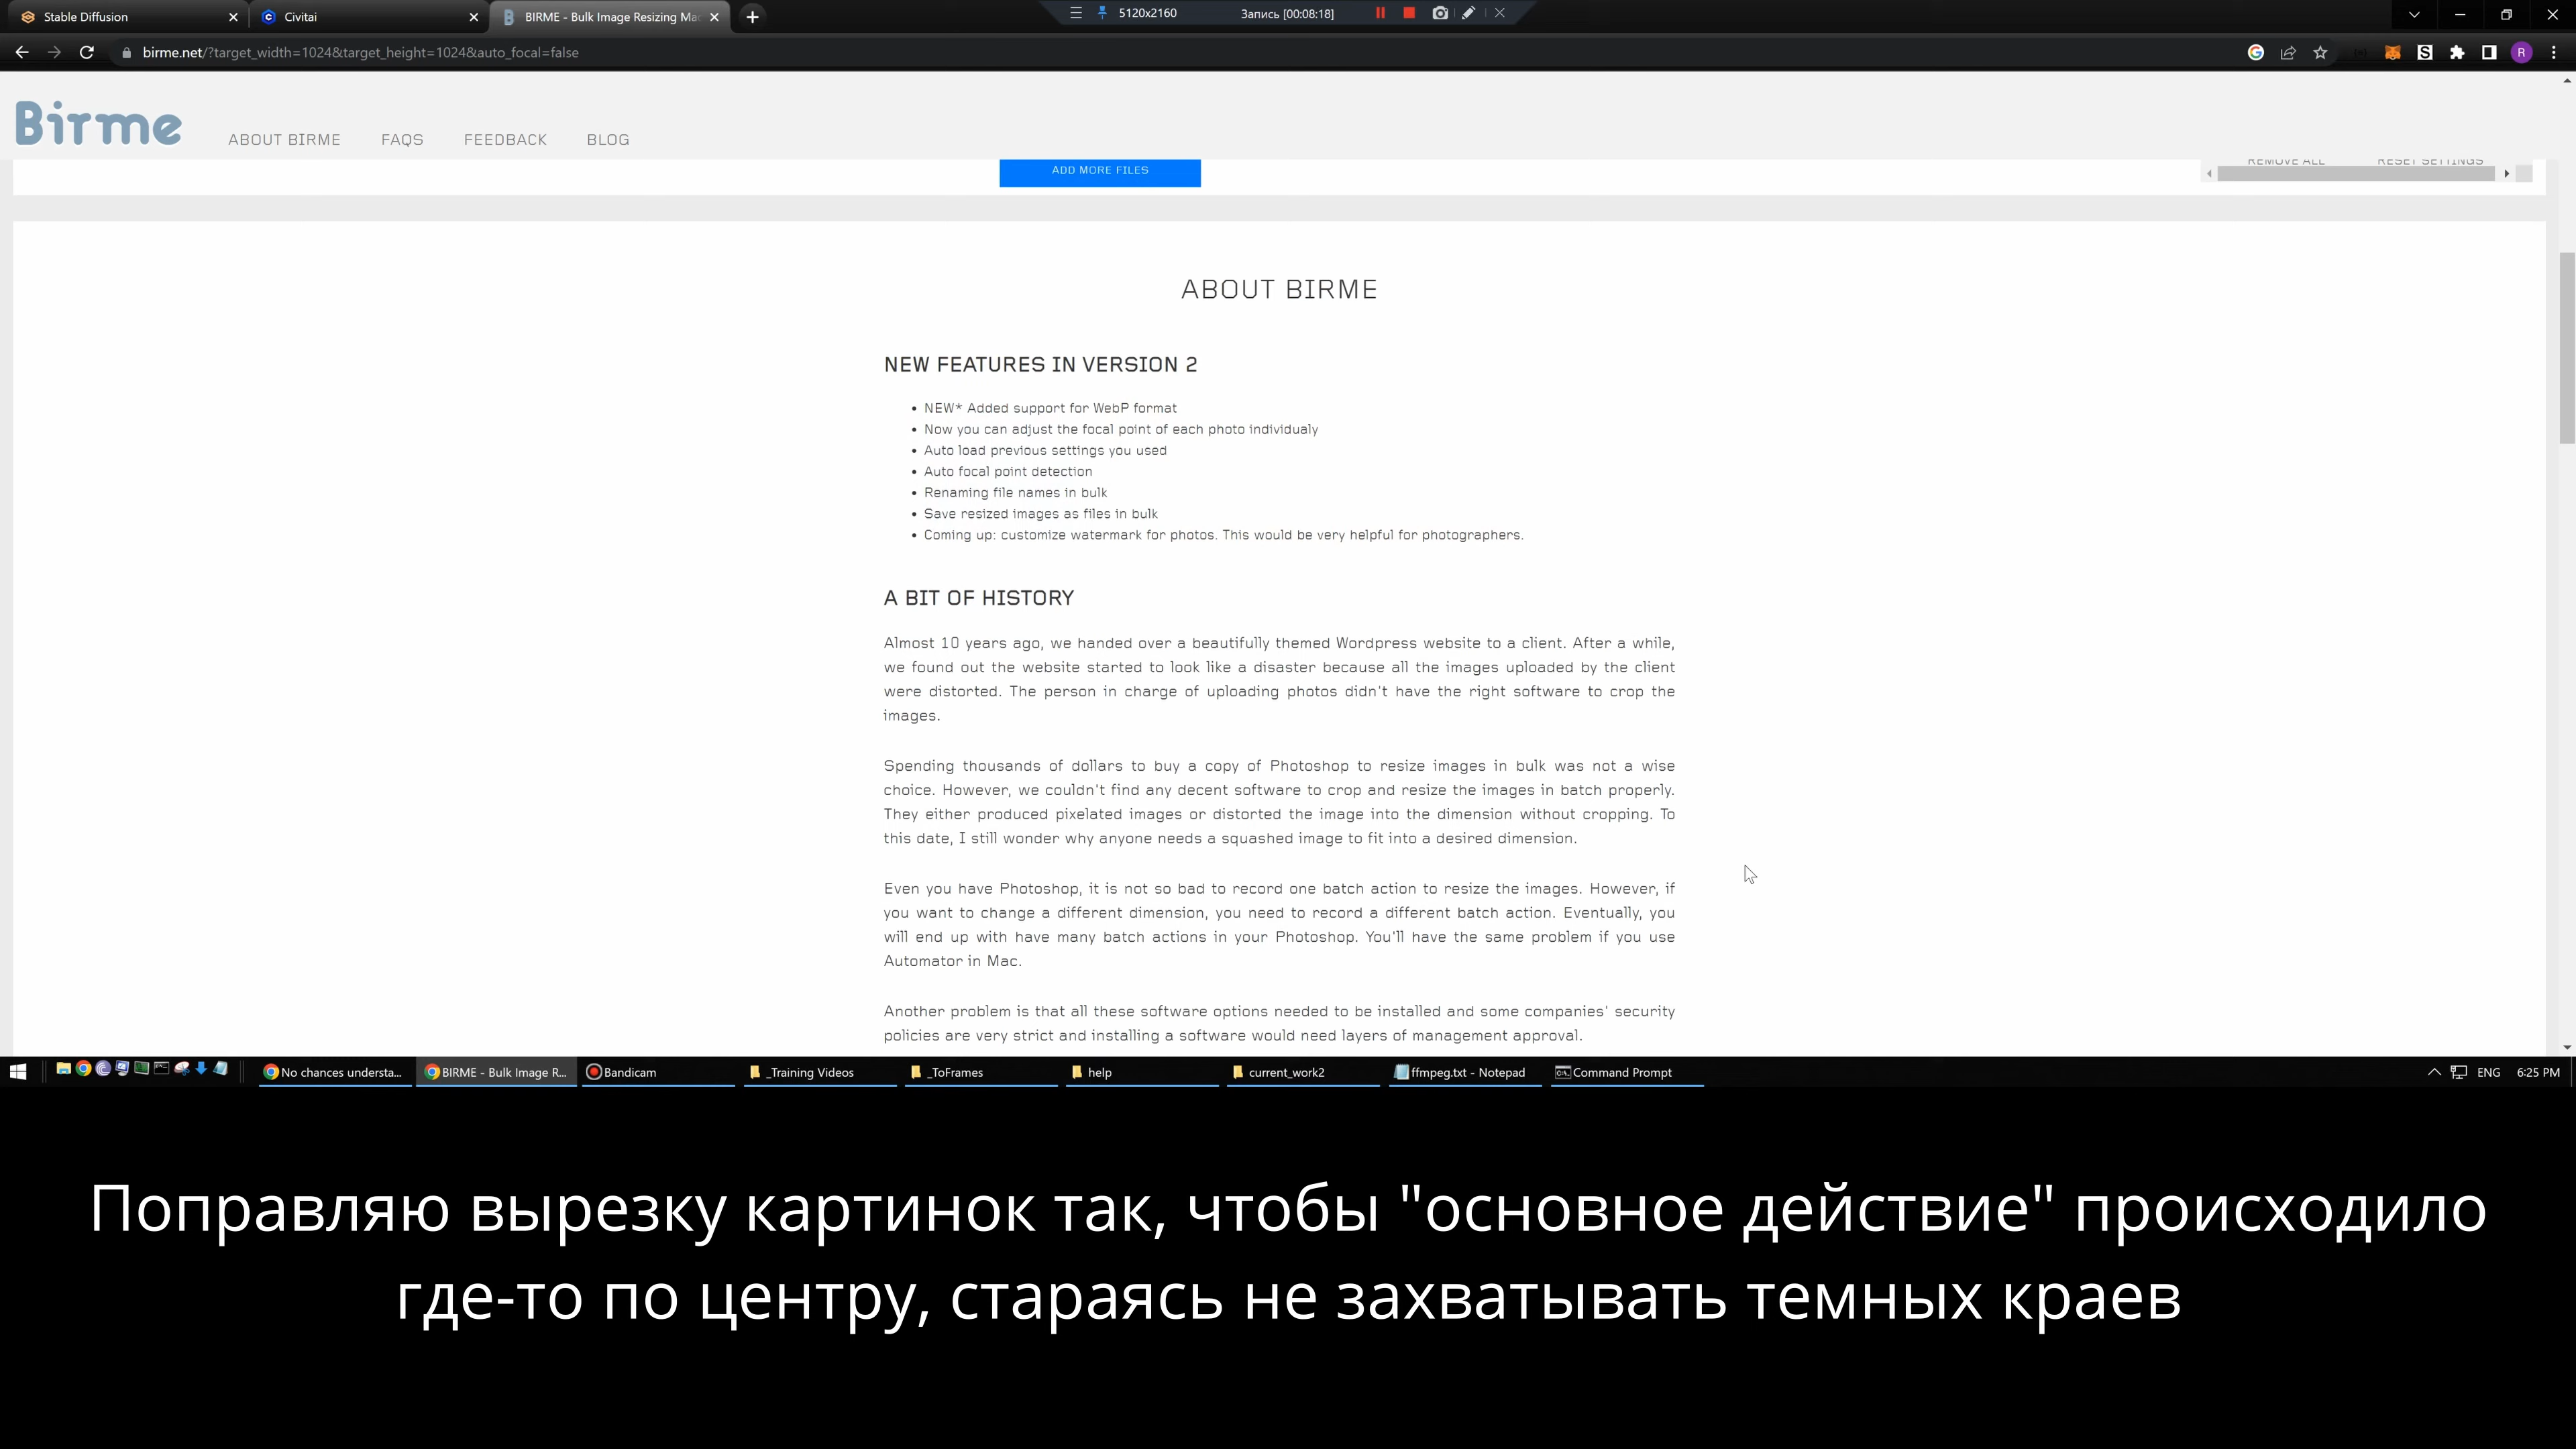 Stable Diffusion
Civitai
BIRME - Bulk Image Resizing Ma
5120x2160
Запись [00:08:18]
birme.net/?target_width=1024&target_height=1024&auto_focal=false
R
Birme
ABOUT BIRME
FAQS
FEEDBACK
BLOG
ADD MORE FILES
REMOVE ALL
RESET SETTINGS
ABOUT BIRME
NEW FEATURES IN VERSION 2
• NEW* Added support for WebP format
• Now you can adjust the focal point of each photo individualy
• Auto load previous settings you used
• Auto focal point detection
• Renaming file names in bulk
• Save resized images as files in bulk
• Coming up: customize watermark for photos. This would be very helpful for photographers.
A BIT OF HISTORY
Almost 10 years ago, we handed over a beautifully themed Wordpress website to a client. After a while,
we found out the website started to look like a disaster because all the images uploaded by the client
were distorted. The person in charge of uploading photos didn't have the right software to crop the
images.
Spending thousands of dollars to buy a copy of Photoshop to resize images in bulk was not a wise
choice. However, we couldn't find any decent software to crop and resize the images in batch properly.
They either produced pixelated images or distorted the image into the dimension without cropping. To
this date, I still wonder why anyone needs a squashed image to fit into a desired dimension.
Even you have Photoshop, it is not so bad to record one batch action to resize the images. However, if
you want to change a different dimension, you need to record a different batch action. Eventually, you
will end up with have many batch actions in your Photoshop. You'll have the same problem if you use
Automator in Mac.
Another problem is that all these software options needed to be installed and some companies' security
policies are very strict and installing a software would need layers of management approval.
No chances understa...
BIRME - Bulk Image R...
Bandicam
_Training Videos
_ToFrames
help
current_work2
ffmpeg.txt - Notepad
Command Prompt
ENG
6:25 PM
Поправляю вырезку картинок так, чтобы "основное действие" происходило
где-то по центру, стараясь не захватывать темных краев